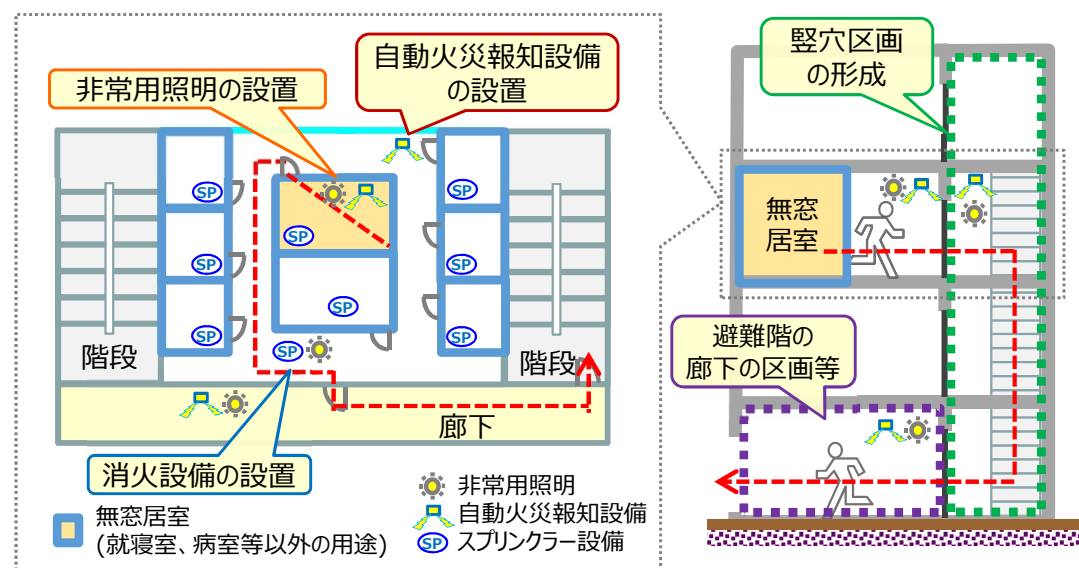 自動火災報知設備
の設置
非常用照明の設置
SP
SP
SP
SP
SP
SP
SP
SP
SP
階段
階段
廊下
消火設備の設置
無窓居室
(就寝室、病室等以外の用途)
非常用照明
自動火災報知設備
SP スプリンクラー設備
竪穴区画
の形成
無窓
居室
避難階の
廊下の区画等